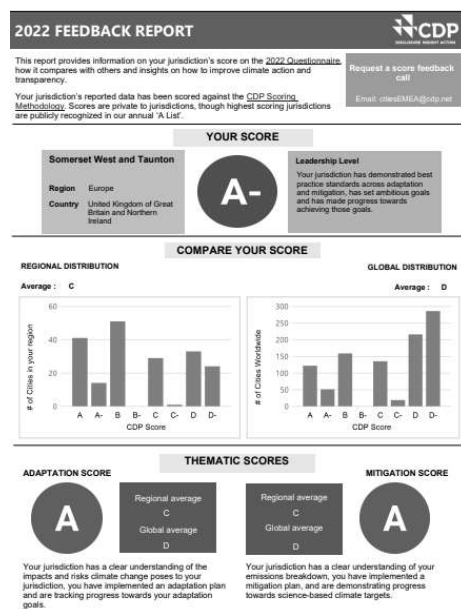 2022 FEEDBACK REPORT
CDP
DISCLOSURE INSIGHT ACTION
This report provides information on your jurisdiction's score on the 2022 Questionnaire,
how it compares with others and insights on how to improve climate action and
transparency.
Your jurisdiction's reported data has been scored against the CDP Scoring
Methodology. Scores are private to jurisdictions, though highest scoring jurisdictions
are publicly recognized in our annual 'A List'.
Request a score feedback
call
Email: citiesEMEA@cdp.net
YOUR SCORE
Somerset West and Taunton
Region Europe
Country United Kingdom of Great
Britain and Northern
Ireland
A-
Leadership Level
Your jurisdiction has demonstrated best
practice standards across adaptation
and mitigation, has set ambitious goals
and has made progress towards
achieving those goals.
COMPARE YOUR SCORE
REGIONAL DISTRIBUTION
Average : C
# of Cities in your region
60
40
20
0
A A- B B- C C- D D-
CDP Score
GLOBAL DISTRIBUTION
Average : D
# of Cities Worldwide
300
250
200
150
100
50
0
A A- B B- C C- D D-
CDP Score
THEMATIC SCORES
ADAPTATION SCORE
A
Regional average
C
Global average
D
Your jurisdiction has a clear understanding of the
impacts and risks climate change poses to your
jurisdiction, you have implemented an adaptation plan
and are tracking progress towards your adaptation
goals.
MITIGATION SCORE
Regional average
C
Global average
D
A
Your jurisdiction has a clear understanding of your
emissions breakdown, you have implemented a
mitigation plan, and are demonstrating progress
towards science-based climate targets.